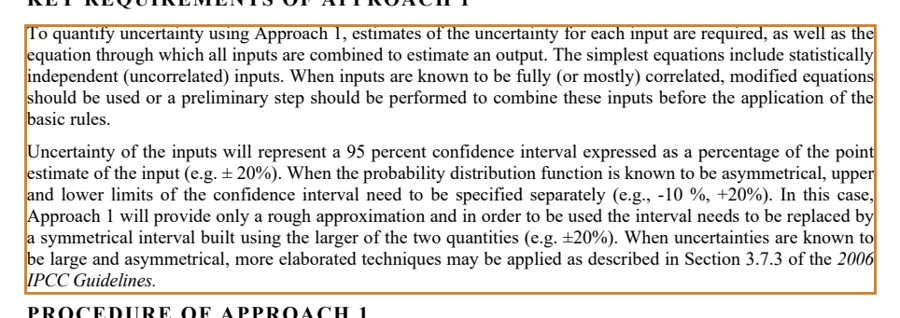 KEY REQUIREMENTS OF APPROACH 1
To quantify uncertainty using Approach 1, estimates of the uncertainty for each input are required, as well as the
equation through which all inputs are combined to estimate an output. The simplest equations include statistically
independent (uncorrelated) inputs. When inputs are known to be fully (or mostly) correlated, modified equations
should be used or a preliminary step should be performed to combine these inputs before the application of the
basic rules.
Uncertainty of the inputs will represent a 95 percent confidence interval expressed as a percentage of the point
estimate of the input (e.g. ± 20%). When the probability distribution function is known to be asymmetrical, upper
and lower limits of the confidence interval need to be specified separately (e.g., -10 %, +20%). In this case,
Approach 1 will provide only a rough approximation and in order to be used the interval needs to be replaced by
a symmetrical interval built using the larger of the two quantities (e.g. ±20%). When uncertainties are known to
be large and asymmetrical, more elaborated techniques may be applied as described in Section 3.7.3 of the 2006
IPCC Guidelines.
PROCEDURE OF APPROACH 1